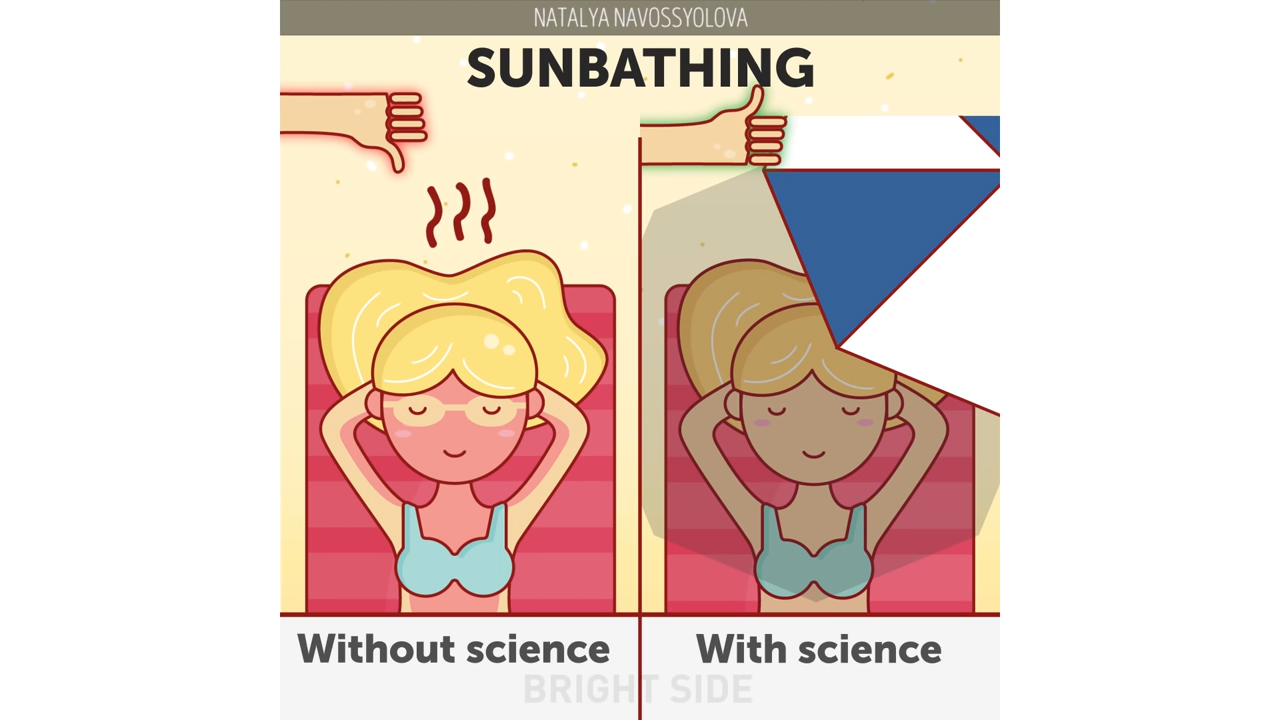 NATALYA NAVOSSYOLOVA
SUNBATHING
Without science
With science
BRIGHT SIDE